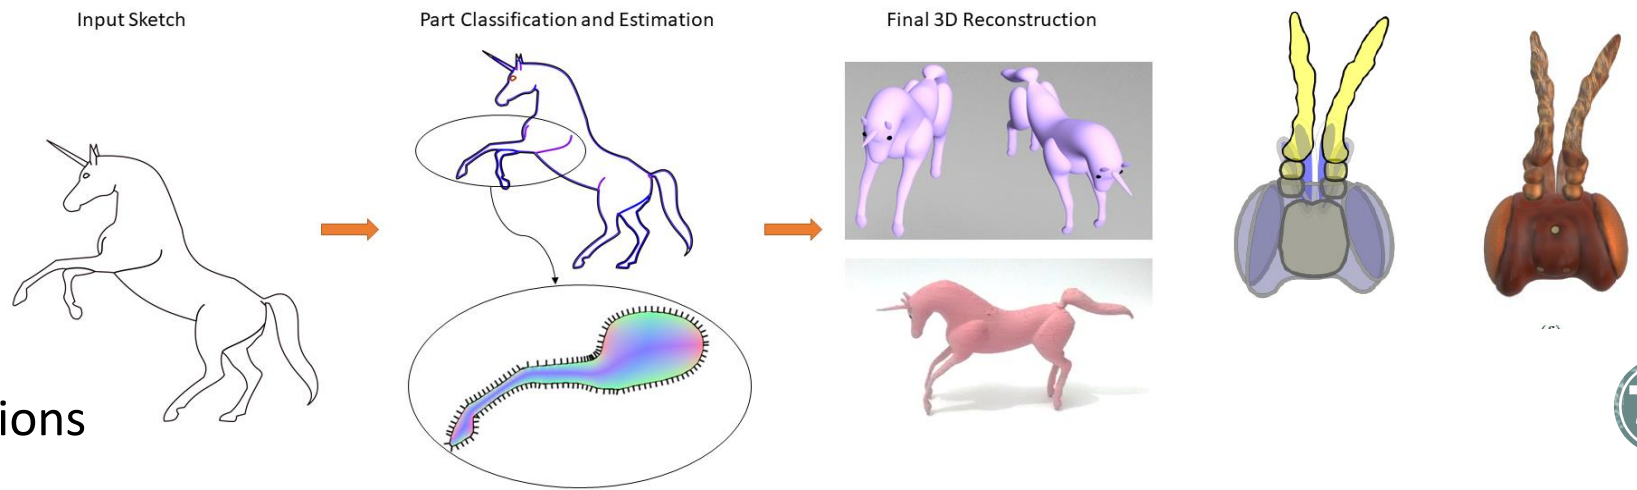 Input Sketch
Part Classification and Estimation
Final 3D Reconstruction
ions